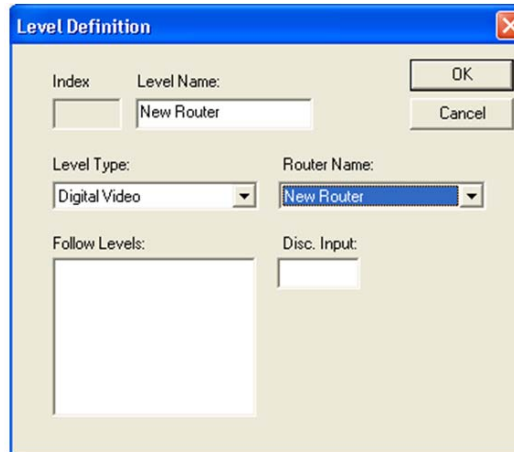 Level Definition
Index
Level Name:
OK
New Router
Cancel
Level Type:
Router Name:
Digital Video
New Router
Follow Levels:
Disc. Input: